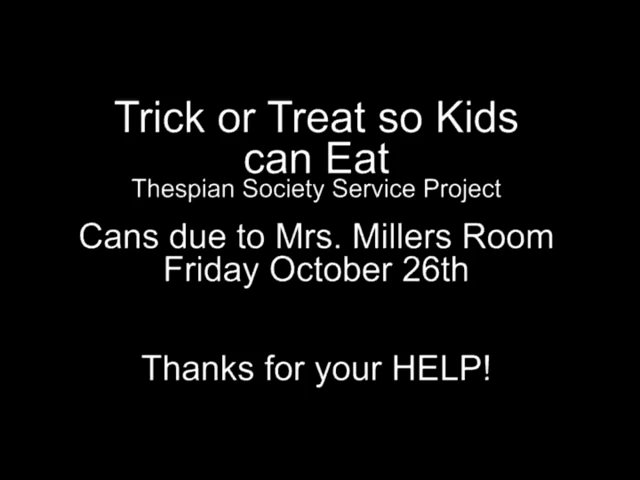 Trick or Treat so Kids
can Eat
Thespian Society Service Project
Cans due to Mrs. Millers Room
Friday October 26th
Thanks for your HELP!